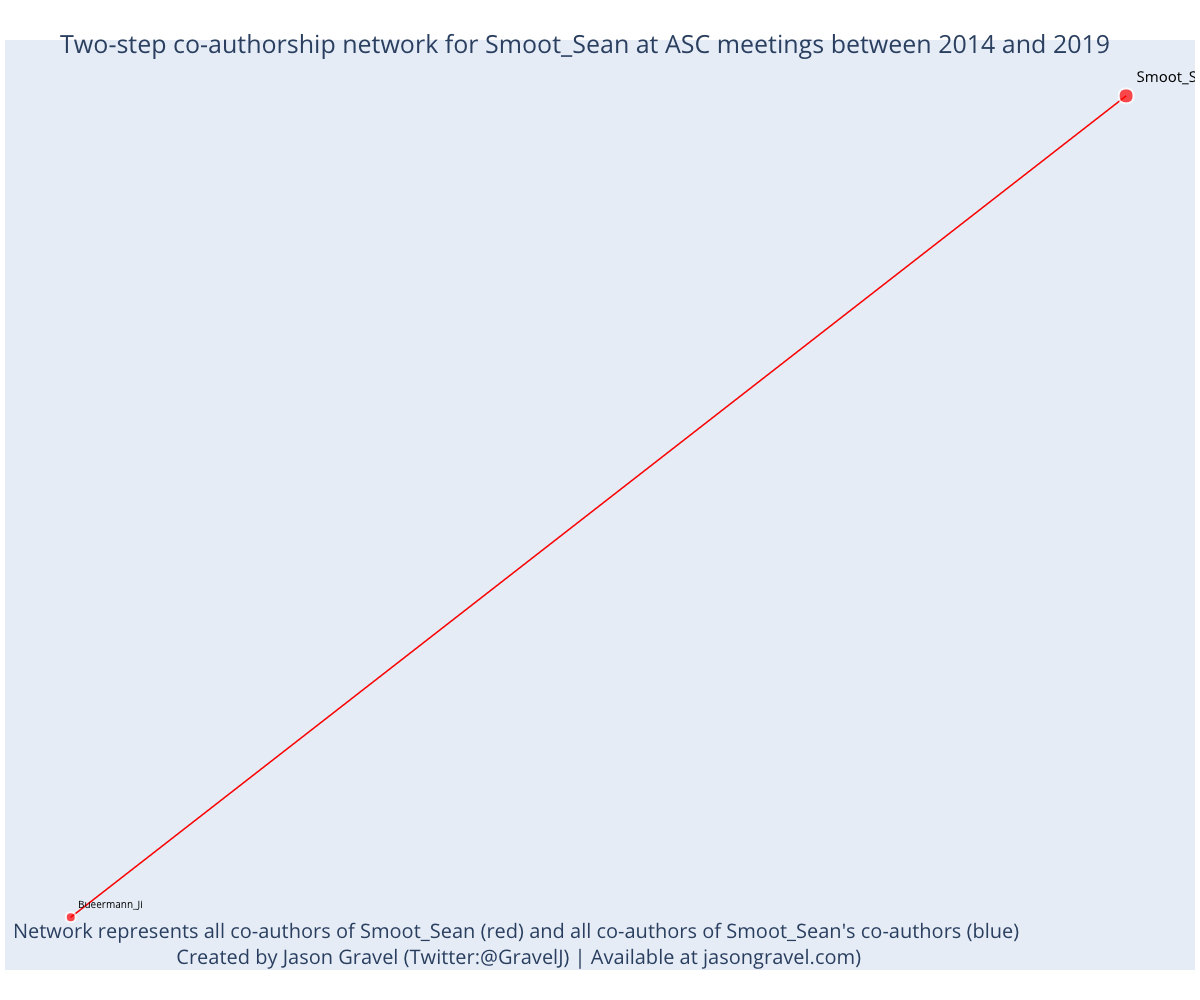 Two-step co-authorship network for Smoot_Sean at ASC meetings between 2014 and 2019
Smoot_S
Bueermann_Ji
Network represents all co-authors of Smoot_Sean (red) and all co-authors of Smoot_Sean's co-authors (blue)
Created by Jason Gravel (Twitter:@GravelJ) | Available at jasongravel.com)